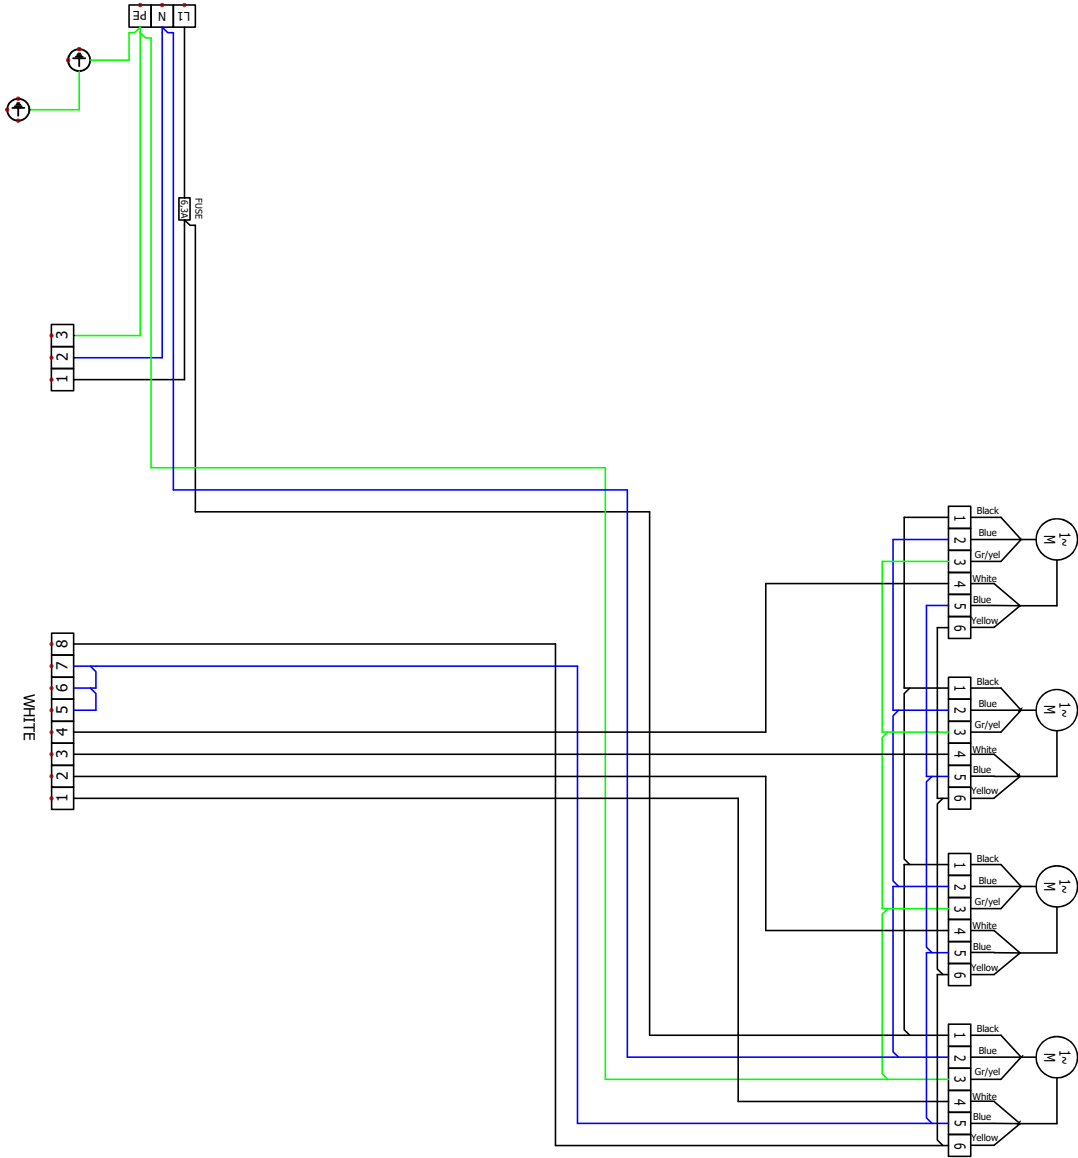 PE N L1
FUSE
6,3A
3
2
1
8
7
6
5
4
3
2
1
WHITE
1 Black
2 Blue
3 Gr/yel
4 White
5 Blue
6 Yellow
1~
M
1 Black
2 Blue
3 Gr/yel
4 White
5 Blue
6 Yellow
1~
M
1 Black
2 Blue
3 Gr/yel
4 White
5 Blue
6 Yellow
1~
M
1 Black
2 Blue
3 Gr/yel
4 White
5 Blue
6 Yellow
1~
M